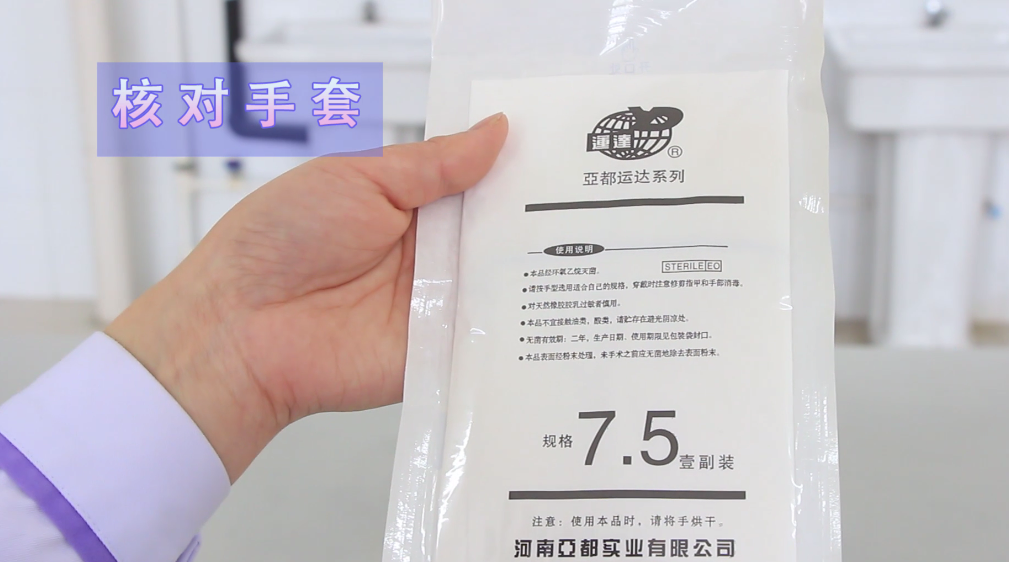 核对手套
運達®
亞都运达系列
使用说明
STERILE EO
●本品经环氧乙烷灭菌。
●请按手型选用适合自己的规格，穿戴时注意修剪指甲和手部消毒。
●对天然橡胶胶乳过敏者慎用。
●本品不宜接触油类、酸类，请贮存在避光阴凉处。
●无菌有效期：二年，生产日期、使用期限见包装袋封口。
●本品表面经粉末处理，未手术之前应无菌地除去表面粉末。
规格 7.5 壹副装
注意：使用本品时，请将手烘干。
河南亞都实业有限公司